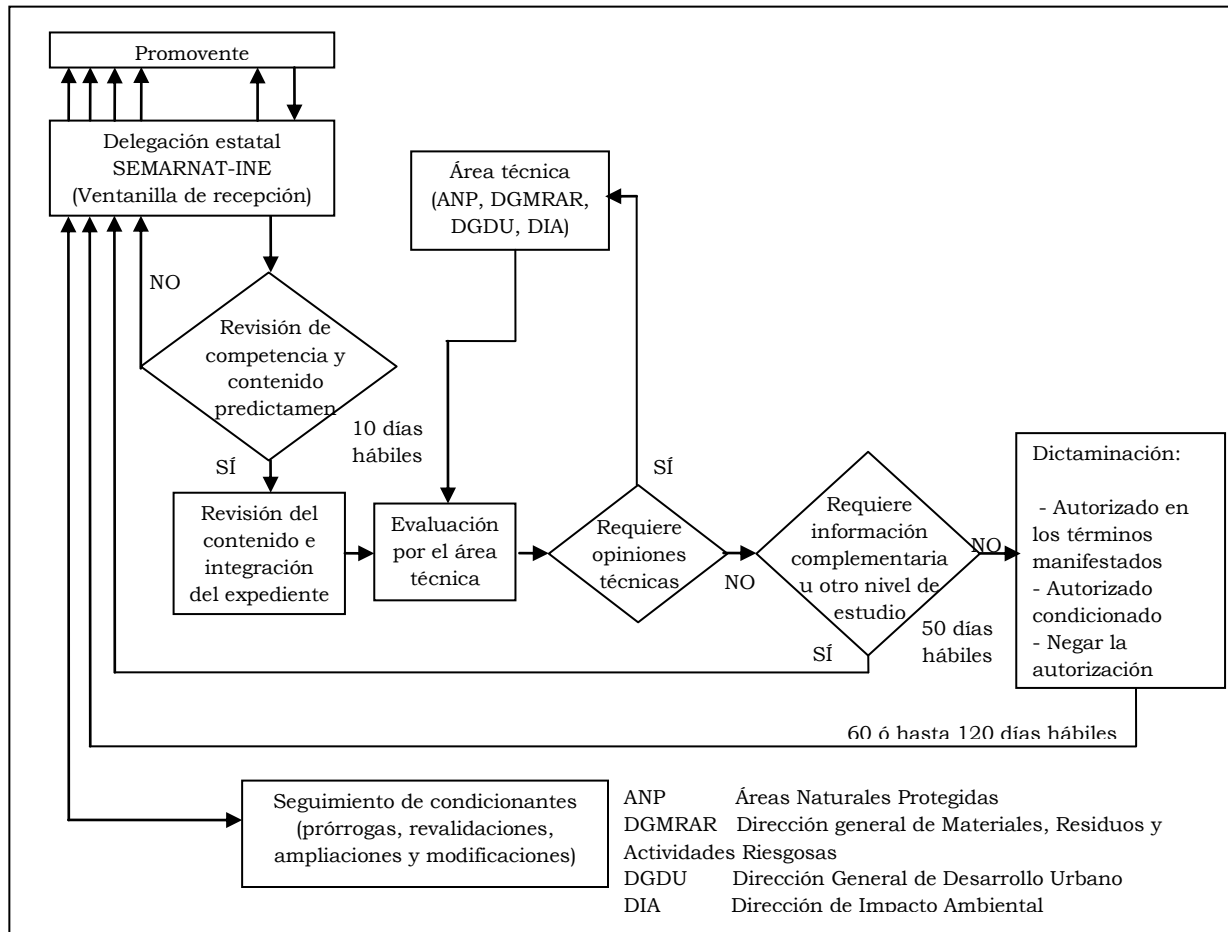 Promovente
Delegación estatal
SEMARNAT-INE
(Ventanilla de recepción)
Área técnica
(ANP, DGMRAR,
DGDU, DIA)
NO
Revisión de
competencia y
contenido
predictamen
10 días
hábiles
SÍ
Revisión del
contenido e
integración
del expediente
Evaluación
por el área
técnica
SÍ
Requiere
opiniones
técnicas
NO
Requiere
información
complementaria
u otro nivel de
estudio
NO
50 días
hábiles
SÍ
Dictaminación:
- Autorizado en
los términos
manifestados
- Autorizado
condicionado
- Negar la
autorización
60 ó hasta 120 días hábiles
Seguimiento de condicionantes
(prórrogas, revalidaciones,
ampliaciones y modificaciones)
ANP Áreas Naturales Protegidas
DGMRAR Dirección general de Materiales, Residuos y
Actividades Riesgosas
DGDU Dirección General de Desarrollo Urbano
DIA Dirección de Impacto Ambiental